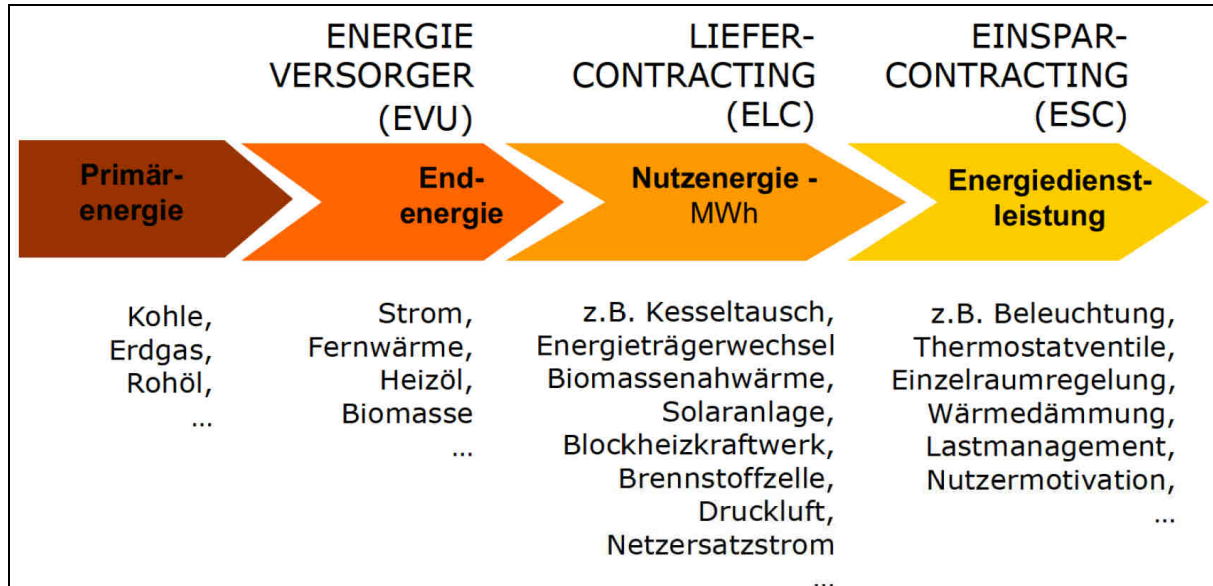 ENERGIE
VERSORGER
(EVU)
LIEFER-
CONTRACTING
(ELC)
EINSPAR-
CONTRACTING
(ESC)
Primär-
energie
End-
energie
Nutzenergie -
MWh
Energiedienst-
leistung
Kohle,
Erdgas,
Rohöl,
...
Strom,
Fernwärme,
Heizöl,
Biomasse
...
z.B. Kesseltausch,
Energieträgerwechsel
Biomassenahwärme,
Solaranlage,
Blockheizkraftwerk,
Brennstoffzelle,
Druckluft,
Netzersatzstrom
...
z.B. Beleuchtung,
Thermostatventile,
Einzelraumregelung,
Wärmedämmung,
Lastmanagement,
Nutzermotivation,
...